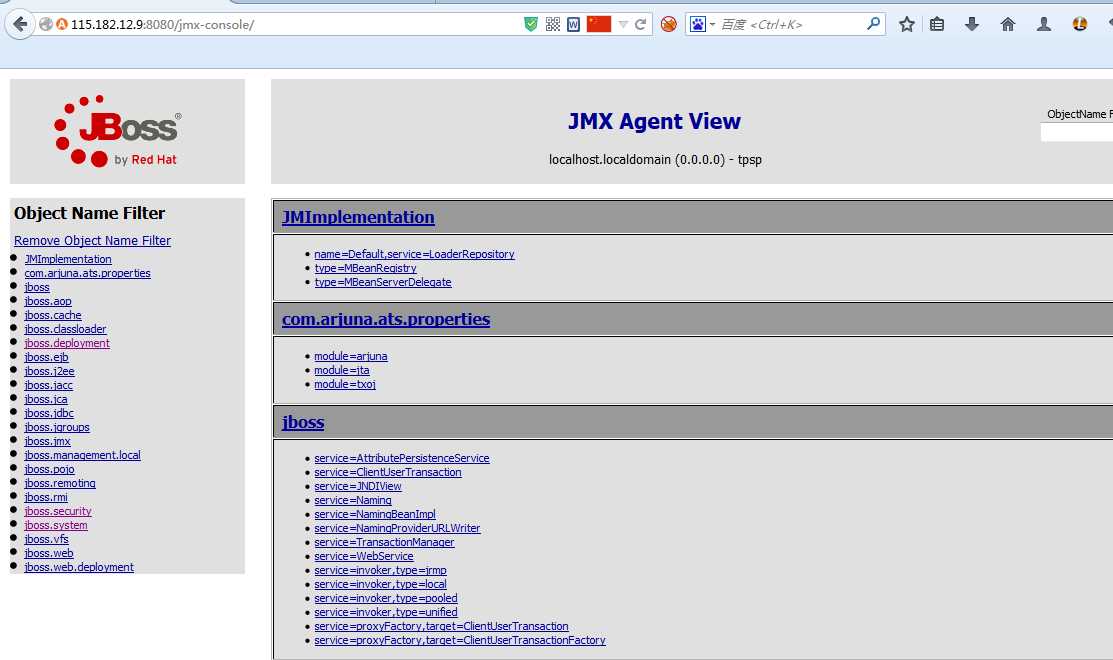 115.182.12.9:8080/jmx-console/
百度 <Ctrl+K>
JBoss®
by Red Hat
JMX Agent View
localhost.localdomain (0.0.0.0) - tpsp
ObjectName F
Object Name Filter
Remove Object Name Filter
JMImplementation
com.arjuna.ats.properties
jboss
jboss.aop
jboss.cache
jboss.classloader
jboss.deployment
jboss.ejb
jboss.j2ee
jboss.jacc
jboss.jca
jboss.jdbc
jboss.jgroups
jboss.jmx
jboss.management.local
jboss.pojo
jboss.remoting
jboss.rmi
jboss.security
jboss.system
jboss.vfs
jboss.web
jboss.web.deployment
JMImplementation
name=Default,service=LoaderRepository
type=MBeanRegistry
type=MBeanServerDelegate
com.arjuna.ats.properties
module=arjuna
module=jta
module=txoj
jboss
service=AttributePersistenceService
service=ClientUserTransaction
service=JNDIView
service=Naming
service=NamingBeanImpl
service=NamingProviderURLWriter
service=TransactionManager
service=WebService
service=invoker,type=jrmp
service=invoker,type=local
service=invoker,type=pooled
service=invoker,type=unified
service=proxyFactory,target=ClientUserTransaction
service=proxyFactory,target=ClientUserTransactionFactory